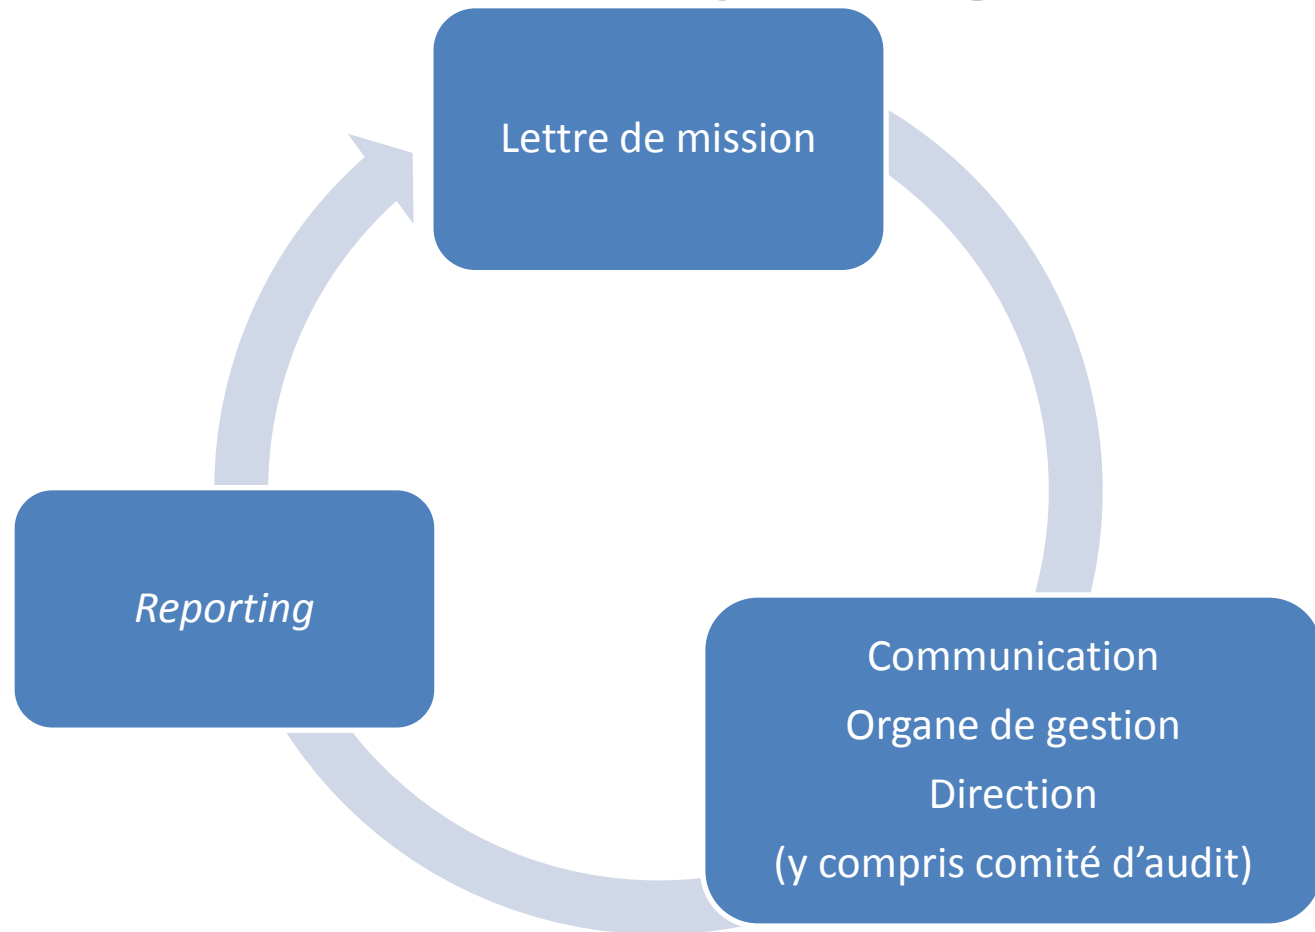 Lettre de mission
Communication
Organe de gestion
Direction
(y compris comité d’audit)
Reporting